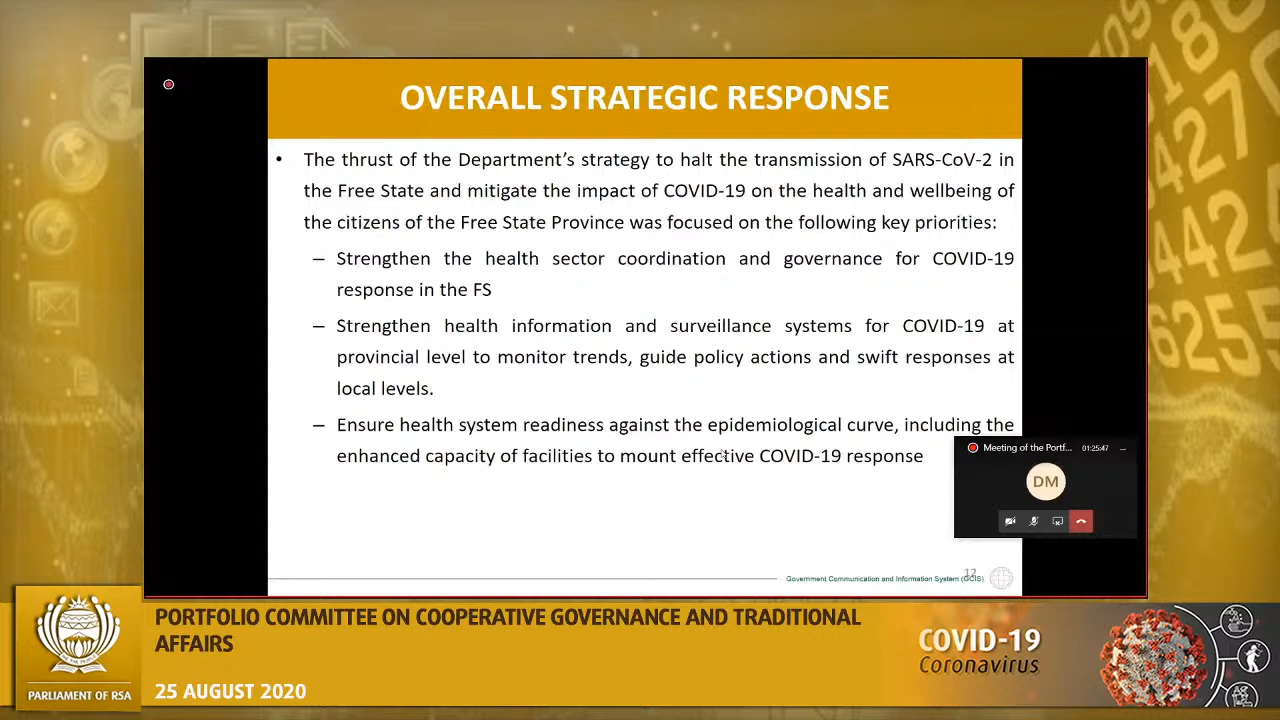 OVERALL STRATEGIC RESPONSE
• The thrust of the Department's strategy to halt the transmission of SARS-CoV-2 in
the Free State and mitigate the impact of COVID-19 on the health and wellbeing of
the citizens of the Free State Province was focused on the following key priorities:
– Strengthen the health sector coordination and governance for COVID-19
response in the FS
– Strengthen health information and surveillance systems for COVID-19 at
provincial level to monitor trends, guide policy actions and swift responses at
local levels.
– Ensure health system readiness against the epidemiological curve, including the
enhanced capacity of facilities to mount effective COVID-19 response
Meeting of the Portf... 01:25:47 ...
DM
12
Government Communication and Information System (GCIS)
PORTFOLIO COMMITTEE ON COOPERATIVE GOVERNANCE AND TRADITIONAL
AFFAIRS
25 AUGUST 2020
PARLIAMENT OF RSA
COVID-19
Coronavirus